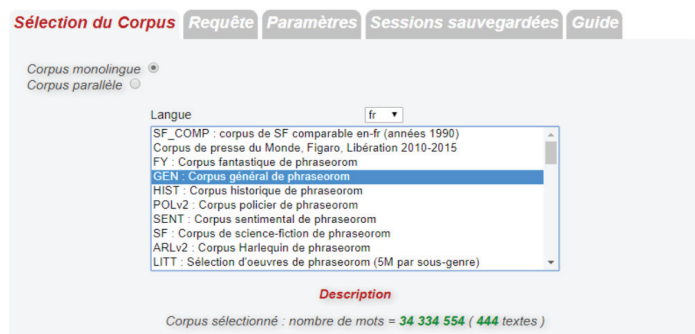 Sélection du Corpus Requête Paramètres Sessions sauvegardées Guide
Corpus monolingue
Corpus parallèle
Langue fr
SF_COMP : corpus de SF comparable en-fr (années 1990)
Corpus de presse du Monde, Figaro, Libération 2010-2015
FY : Corpus fantastique de phraseorom
GEN : Corpus général de phraseorom
HIST : Corpus historique de phraseorom
POLv2 : Corpus policier de phraseorom
SENT : Corpus sentimental de phraseorom
SF : Corpus de science-fiction de phraseorom
ARLv2 : Corpus Harlequin de phraseorom
LITT : Sélection d'oeuvres de phraseorom (5M par sous-genre)
Description
Corpus sélectionné : nombre de mots = 34 334 554 ( 444 textes )